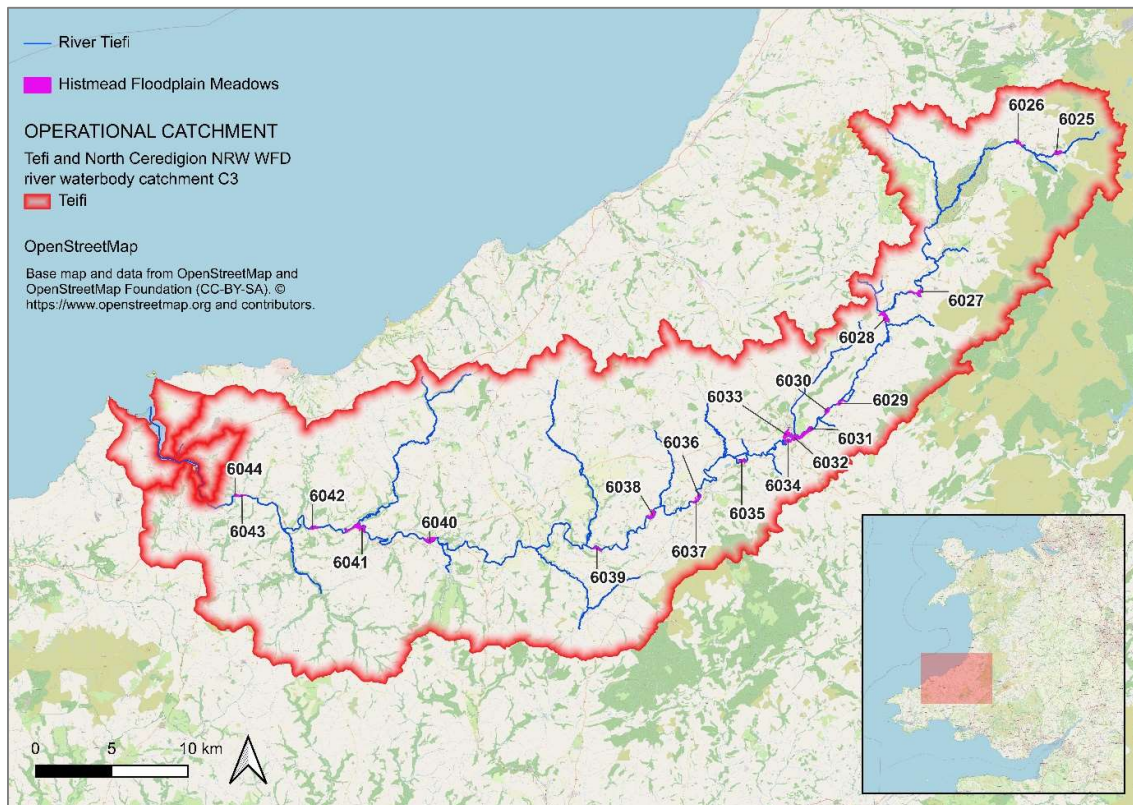 River Tiefi
Histmead Floodplain Meadows
OPERATIONAL CATCHMENT
Tefi and North Ceredigion NRW WFD
river waterbody catchment C3
Teifi
OpenStreetMap
Base map and data from OpenStreetMap and
OpenStreetMap Foundation (CC-BY-SA). ©
https://www.openstreetmap.org and contributors.
6026
6025
6027
6028
6030
6029
6033
6031
6036
6032
6034
6035
6038
6037
6044
6042
6040
6043
6041
6039
0 5 10 km